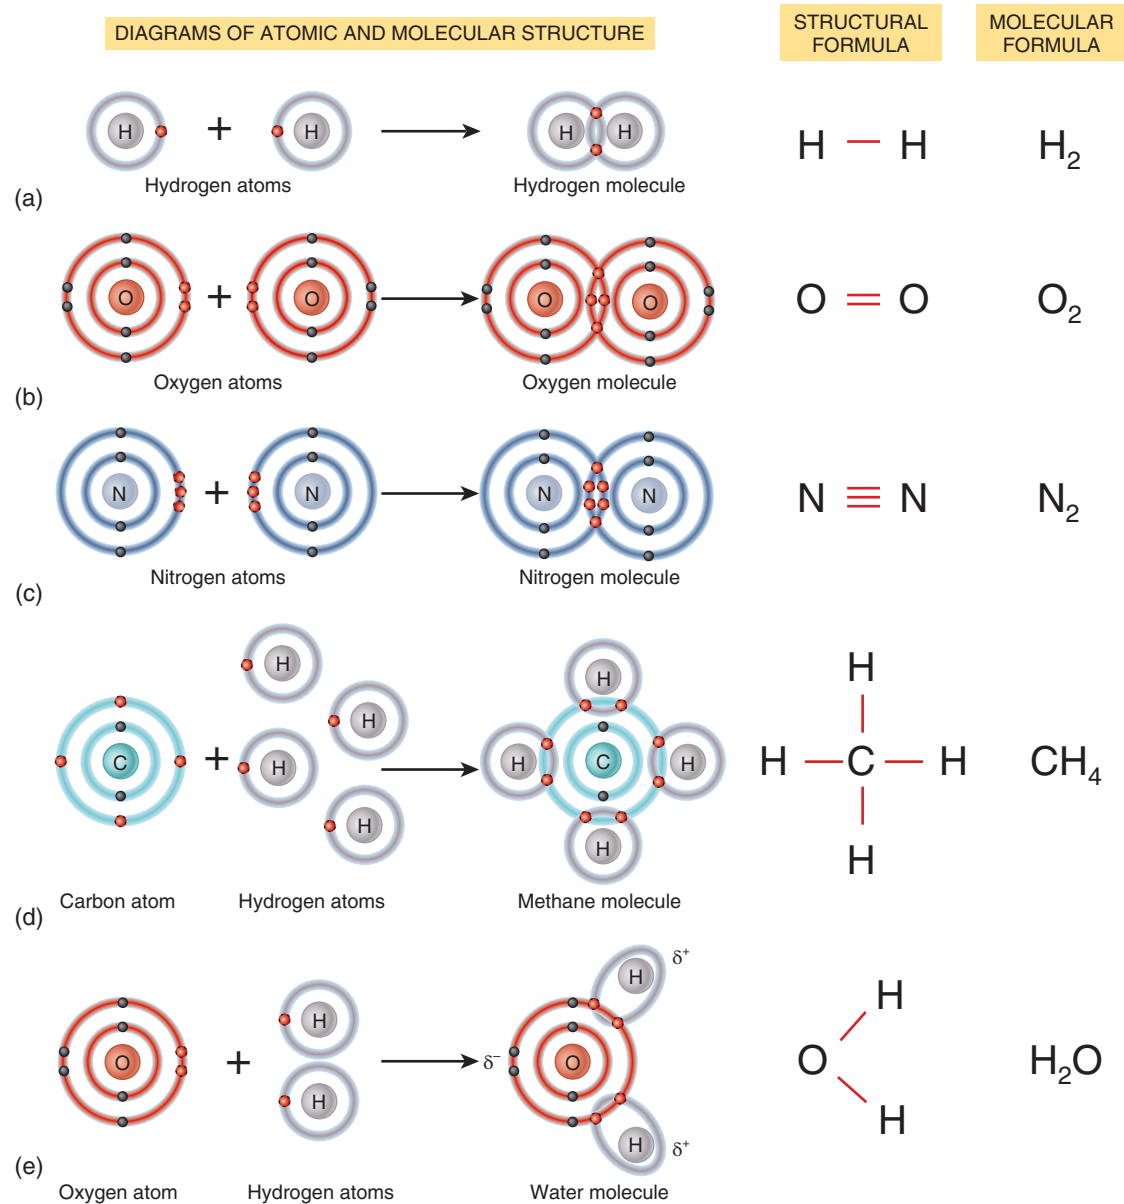 DIAGRAMS OF ATOMIC AND MOLECULAR STRUCTURE
STRUCTURAL
FORMULA
MOLECULAR
FORMULA
H + H H H
H — H
H₂
Hydrogen atoms
Hydrogen molecule
(a)
O + O O O
O = O
O₂
Oxygen atoms
Oxygen molecule
(b)
N + N N N
N ≡ N
N₂
Nitrogen atoms
Nitrogen molecule
(c)
H
H
H
H
H
C + H
H C H
H — C — H
CH₄
H
H
H
Carbon atom
Hydrogen atoms
Methane molecule
(d)
H δ⁺
H
H
O + δ⁻ O
O
H₂O
H
H
H δ⁺
(e)
Oxygen atom
Hydrogen atoms
Water molecule